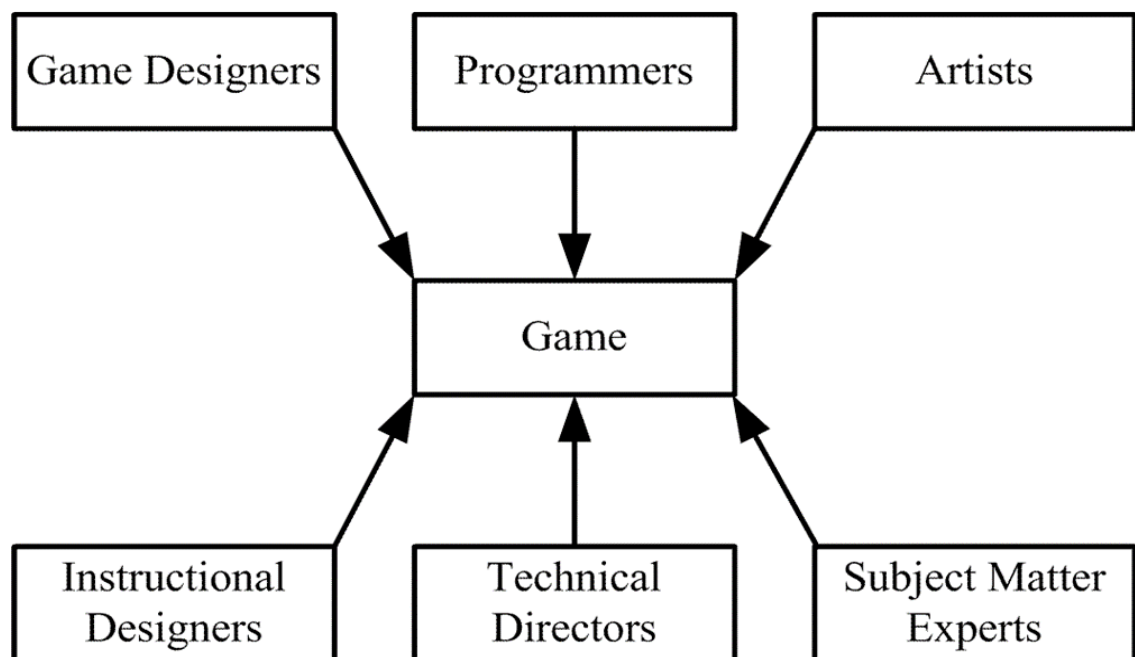 Game Designers
Programmers
Artists
Game
Instructional
Designers
Technical
Directors
Subject Matter
Experts